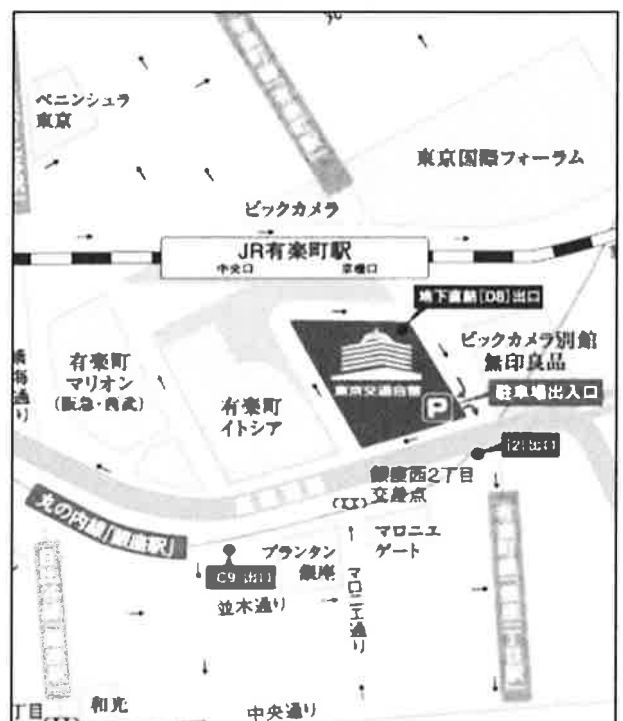 ペニンシュラ
東京
東京国際フォーラム
ビックカメラ
JR有楽町駅
中央口
京橋口
地下直結[D8]出口
ビックカメラ別館
無印良品
有楽町
マリオン
(阪急・西武)
有楽町
イトシア
東京交通会館
P
駐車場出入口
銀座西2丁目
交差点
丸の内線「銀座駅」
マロニエ
ゲート
プランタン
銀座
C9 出口
マロニエ通り
並木通り
和光
中央通り
丁目